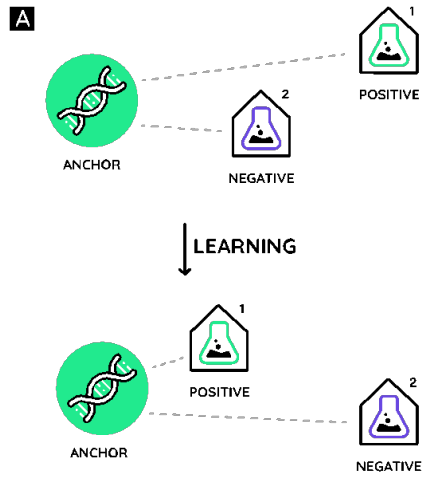 A
1
POSITIVE
2
ANCHOR
NEGATIVE
LEARNING
1
POSITIVE
2
ANCHOR
NEGATIVE